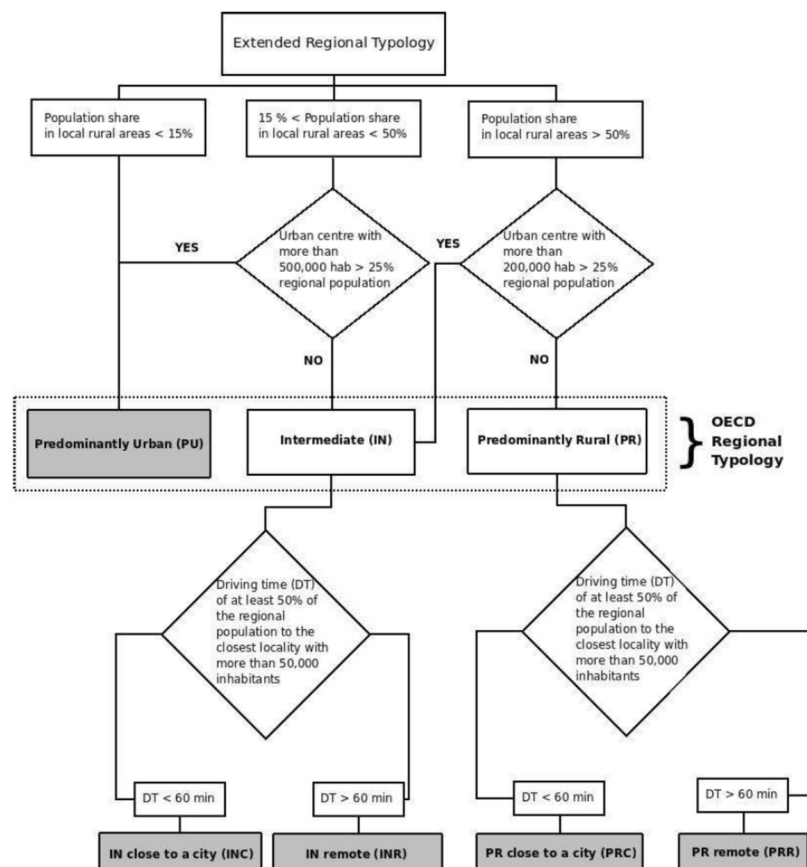 Extended Regional Typology
Population share
in local rural areas < 15%
15 % < Population share
in local rural areas < 50%
Population share
in local rural areas > 50%
Urban centre with
more than
500,000 hab > 25%
regional population
Urban centre with
more than
200,000 hab > 25%
regional population
YES
YES
NO
NO
Predominantly Urban (PU)
Intermediate (IN)
Predominantly Rural (PR)
}
OECD
Regional
Typology
Driving time (DT)
of at least 50% of
the regional
population to the
closest locality with
more than 50,000
inhabitants
Driving time (DT)
of at least 50% of
the regional
population to the
closest locality with
more than 50,000
inhabitants
DT < 60 min
DT > 60 min
DT < 60 min
DT > 60 min
IN close to a city (INC)
IN remote (INR)
PR close to a city (PRC)
PR remote (PRR)